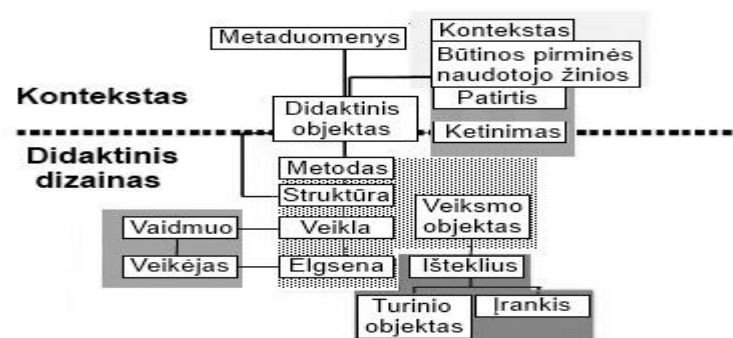 Metaduomenys
Kontekstas
Būtinos pirminės
naudotojo žinios
Patirtis
Ketinimas
Kontekstas
Didaktinis
objektas
Didaktinis
dizainas
Metodas
Struktūra
Veiksmo
objektas
Vaidmuo
Veikla
Veikėjas
Elgsena
Išteklius
Turinio
objektas
Įrankis